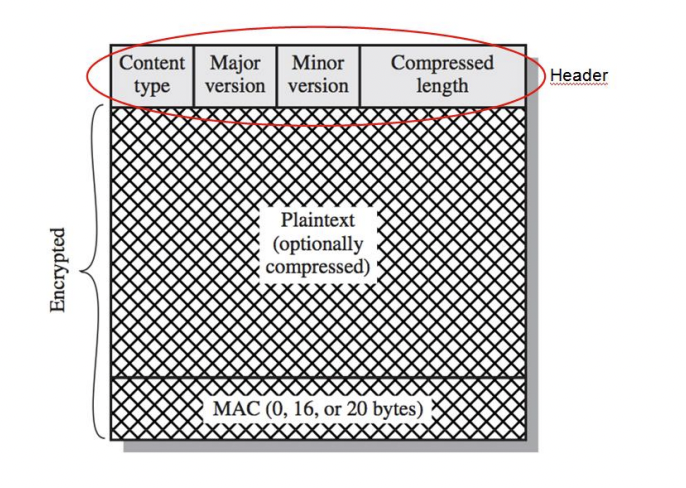 Content type
Major version
Minor version
Compressed length
Header
Encrypted
Plaintext
(optionally
compressed)
MAC (0, 16, or 20 bytes)